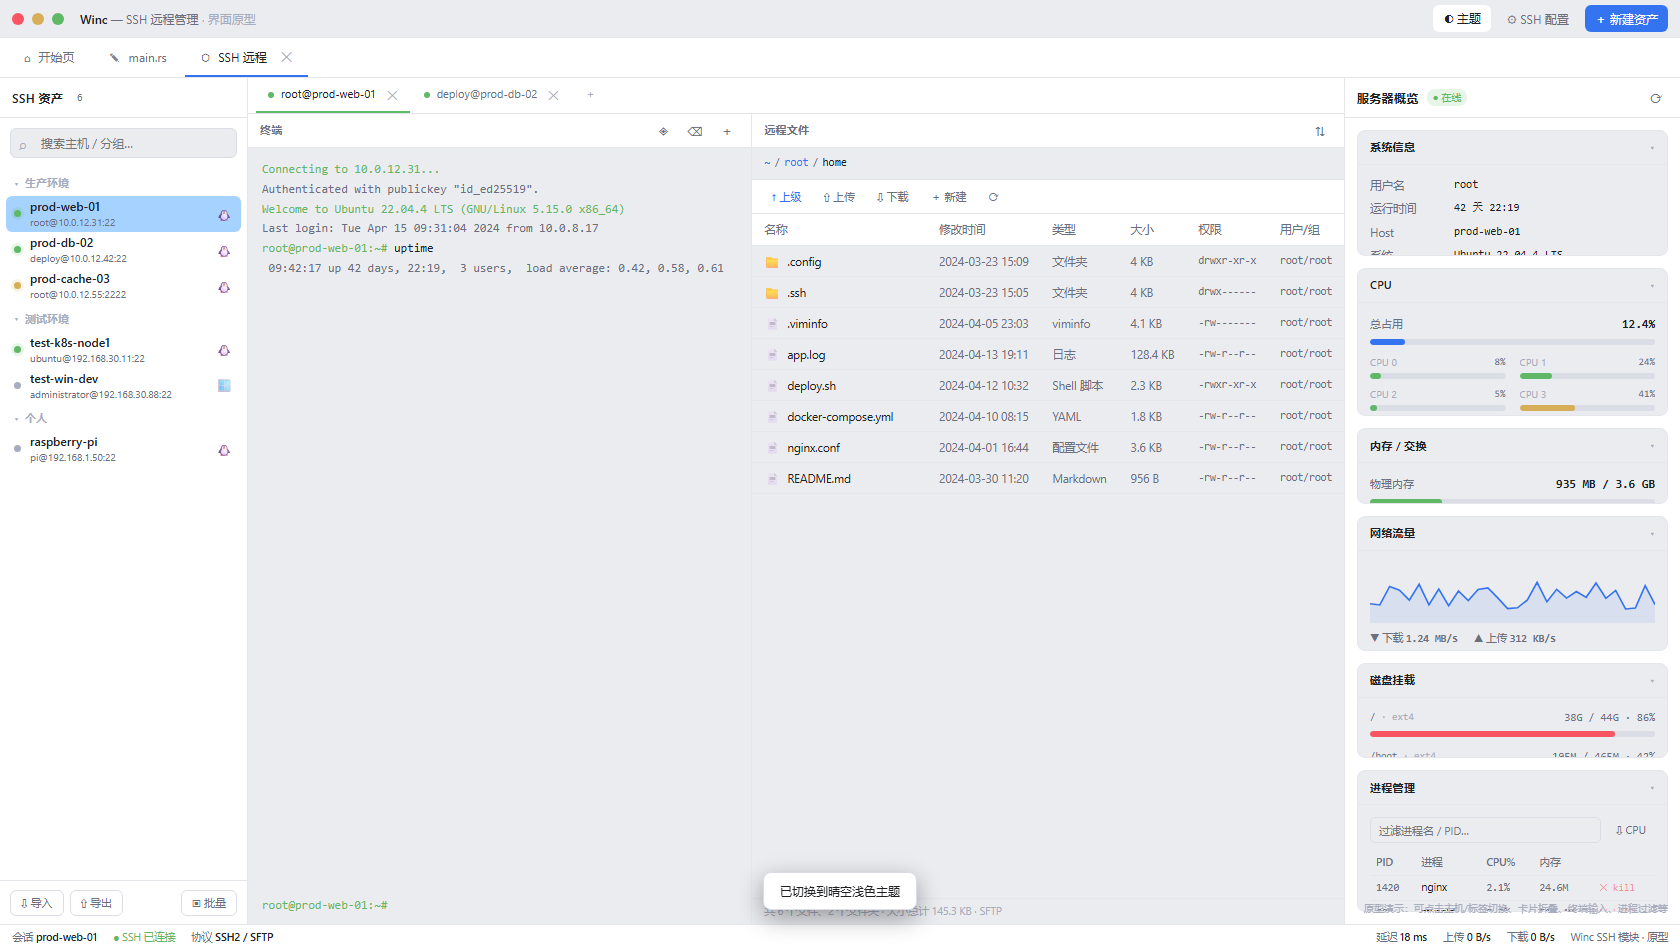 Winc — SSH 远程管理 · 界面原型
主题
SSH 配置
+ 新建资产
开始页
main.rs
SSH 远程
SSH 资产 6
搜索主机 / 分组...
生产环境
prod-web-01
root@10.0.12.31:22
prod-db-02
deploy@10.0.12.42:22
prod-cache-03
root@10.0.12.55:2222
测试环境
test-k8s-node1
ubuntu@192.168.30.11:22
test-win-dev
administrator@192.168.30.88:22
个人
raspberry-pi
pi@192.168.1.50:22
导入
导出
批量
root@prod-web-01
deploy@prod-db-02
+
终端
Connecting to 10.0.12.31...
Authenticated with publickey "id_ed25519".
Welcome to Ubuntu 22.04.4 LTS (GNU/Linux 5.15.0 x86_64)
Last login: Tue Apr 15 09:31:04 2024 from 10.0.8.17
root@prod-web-01:~# uptime
09:42:17 up 42 days, 22:19, 3 users, load average: 0.42, 0.58, 0.61
root@prod-web-01:~#
远程文件
~ / root / home
↑ 上级 上传 下载 + 新建
名称 修改时间 类型 大小 权限 用户/组
.config 2024-03-23 15:09 文件夹 4 KB drwxr-xr-x root/root
.ssh 2024-03-23 15:05 文件夹 4 KB drwx------ root/root
.viminfo 2024-04-05 23:03 viminfo 4.1 KB -rw------- root/root
app.log 2024-04-13 19:11 日志 128.4 KB -rw-r--r-- root/root
deploy.sh 2024-04-12 10:32 Shell 脚本 2.3 KB -rwxr-xr-x root/root
docker-compose.yml 2024-04-10 08:15 YAML 1.8 KB -rw-r--r-- root/root
nginx.conf 2024-04-01 16:44 配置文件 3.6 KB -rw-r--r-- root/root
README.md 2024-03-30 11:20 Markdown 956 B -rw-r--r-- root/root
已切换到晴空浅色主题
145.3 KB · SFTP
服务器概览 在线
系统信息
用户名 root
运行时间 42 天 22:19
Host prod-web-01
系统 Ubuntu 22.04.4 LTS
CPU
总占用 12.4%
CPU 0 8% CPU 1 24%
CPU 2 5% CPU 3 41%
内存 / 交换
物理内存 935 MB / 3.6 GB
网络流量
▼下载 1.24 MB/s ▲上传 312 KB/s
磁盘挂载
/ · ext4 38G / 44G · 86%
/boot · ext4
进程管理
过滤进程名 / PID...
CPU
PID 进程 CPU% 内存
1420 nginx 2.1% 24.6M × kill
会话 prod-web-01 SSH 已连接 协议 SSH2 / SFTP
延迟 18 ms 上传 0 B/s 下载 0 B/s Winc SSH 模块 · 原型